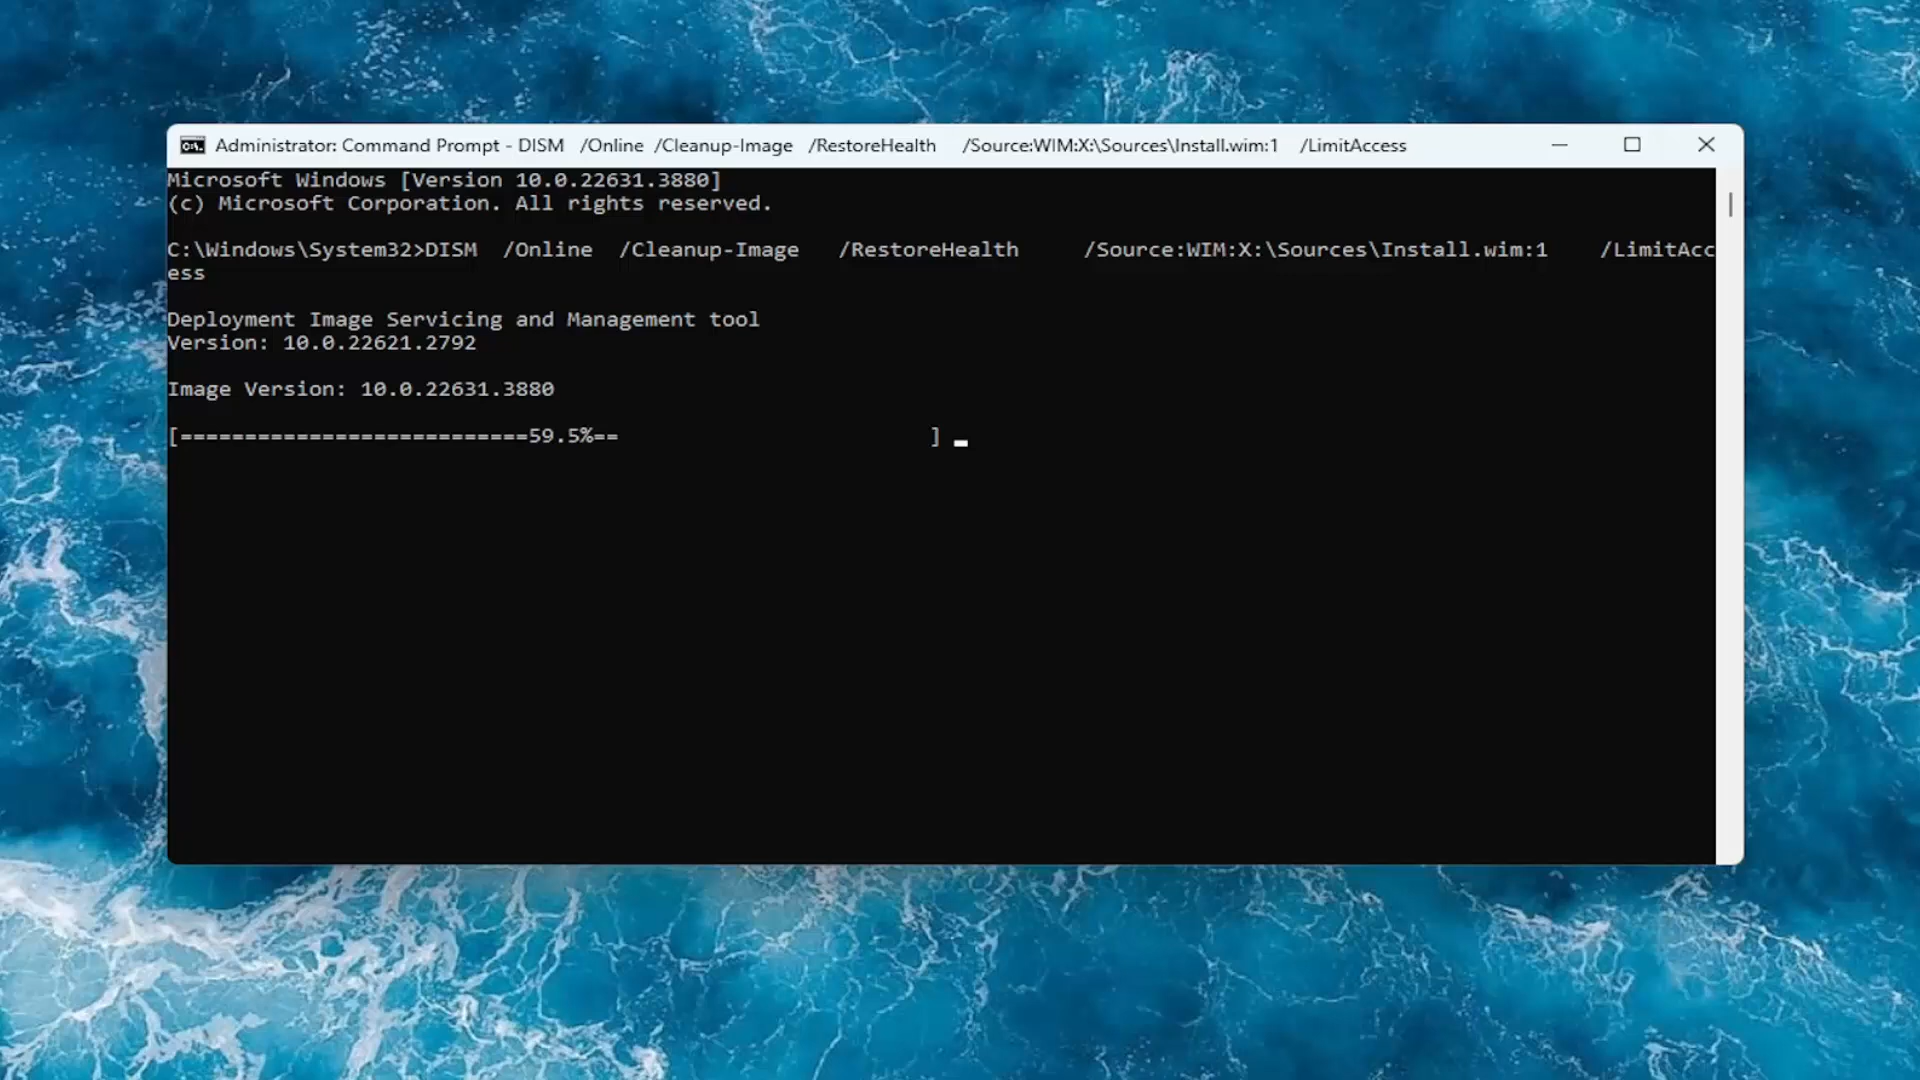 Administrator: Command Prompt - DISM  /Online  /Cleanup-Image  /RestoreHealth   /Source:WIM:X:\Sources\Install.wim:1   /LimitAccess
Microsoft Windows [Version 10.0.22631.3880]
(c) Microsoft Corporation. All rights reserved.
C:\Windows\System32>DISM  /Online  /Cleanup-Image   /RestoreHealth     /Source:WIM:X:\Sources\Install.wim:1    /LimitAcc
ess
Deployment Image Servicing and Management tool
Version: 10.0.22621.2792
Image Version: 10.0.22631.3880
[===========================59.5%==                        ]